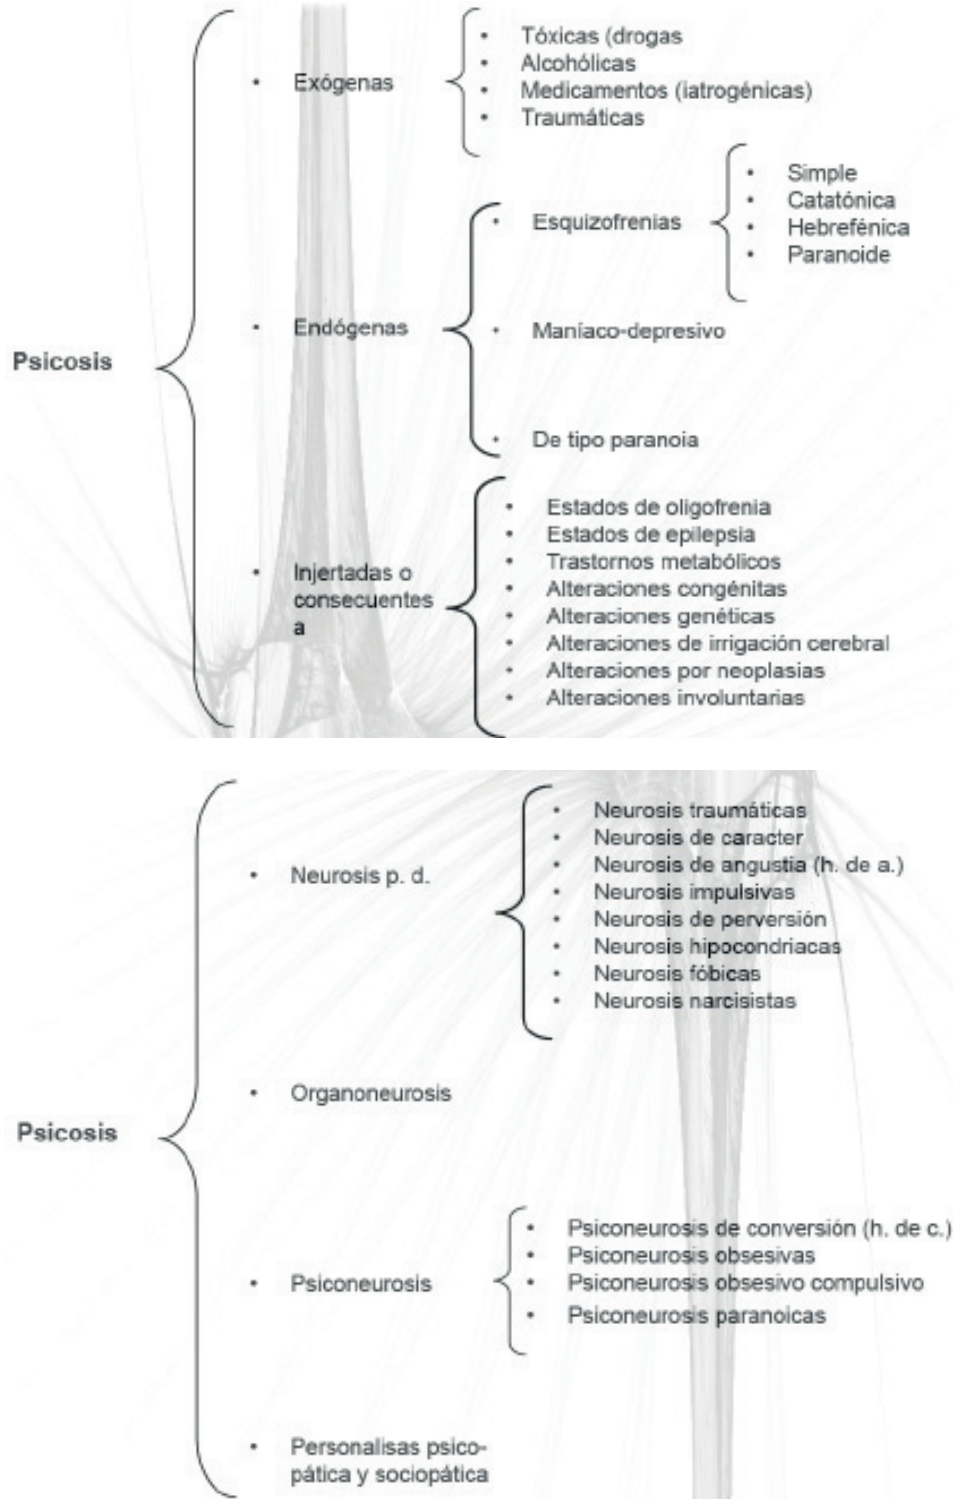 Psicosis
• Exógenas
• Tóxicas (drogas
• Alcohólicas
• Medicamentos (iatrogénicas)
• Traumáticas
• Endógenas
• Esquizofrenias
• Simple
• Catatónica
• Hebrefénica
• Paranoide
• Maníaco-depresivo
• De tipo paranoia
• Injertadas o
consecuentes
a
• Estados de oligofrenia
• Estados de epilepsia
• Trastornos metabólicos
• Alteraciones congénitas
• Alteraciones genéticas
• Alteraciones de irrigación cerebral
• Alteraciones por neoplasias
• Alteraciones involuntarias
Psicosis
• Neurosis p. d.
• Neurosis traumáticas
• Neurosis de caracter
• Neurosis de angustia (h. de a.)
• Neurosis impulsivas
• Neurosis de perversión
• Neurosis hipocondriacas
• Neurosis fóbicas
• Neurosis narcisistas
• Organoneurosis
• Psiconeurosis
• Psiconeurosis de conversión (h. de c.)
• Psiconeurosis obsesivas
• Psiconeurosis obsesivo compulsivo
• Psiconeurosis paranoicas
• Personalisas psico-
pática y sociopática